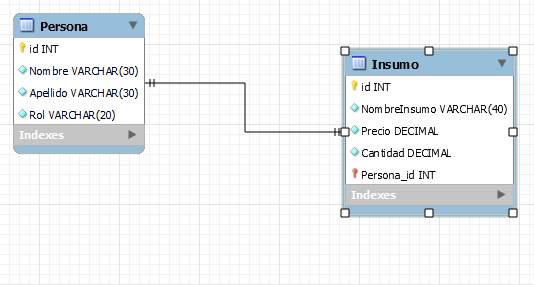 Persona
id INT
Nombre VARCHAR(30)
Apellido VARCHAR(30)
Rol VARCHAR(20)
Indexes
Insumo
id INT
NombreInsumo VARCHAR(40)
Precio DECIMAL
Cantidad DECIMAL
Persona_id INT
Indexes